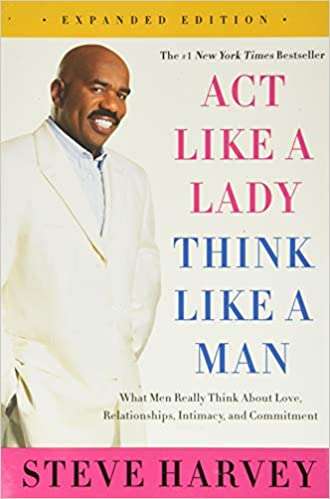 · EXPANDED EDITION ·
The #1 New York Times Bestseller
ACT
LIKE A
LADY
THINK
LIKE A
MAN
What Men Really Think About Love,
Relationships, Intimacy, and Commitment
STEVE HARVEY